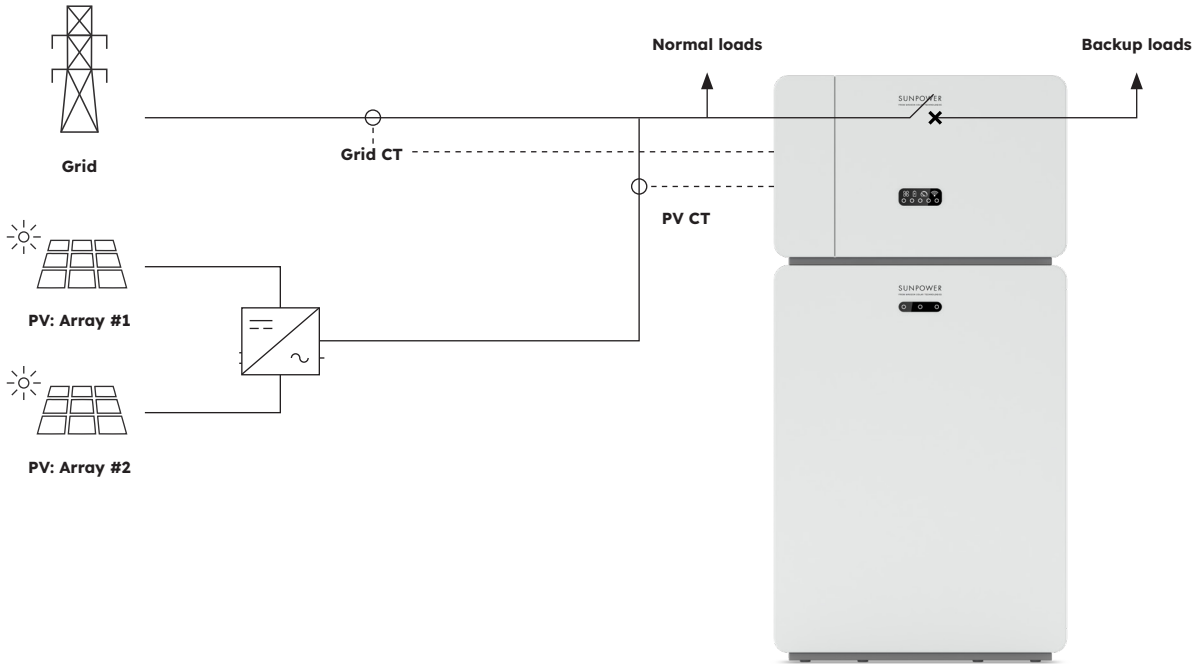 Normal loads
Backup loads
SUNPOWER
Grid CT
Grid
PV CT
SUNPOWER
PV: Array #1
PV: Array #2